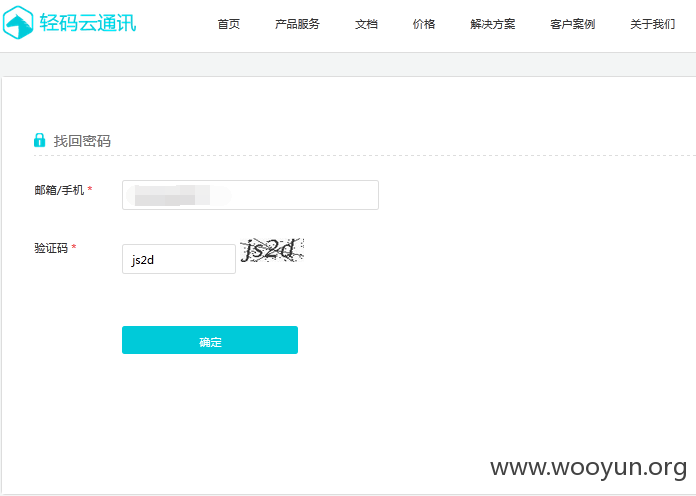 轻码云通讯 首页 产品服务 文档 价格 解决方案 客户案例 关于我们
找回密码
邮箱/手机 *
验证码 * js2d js2d
确定
www.wooyun.org